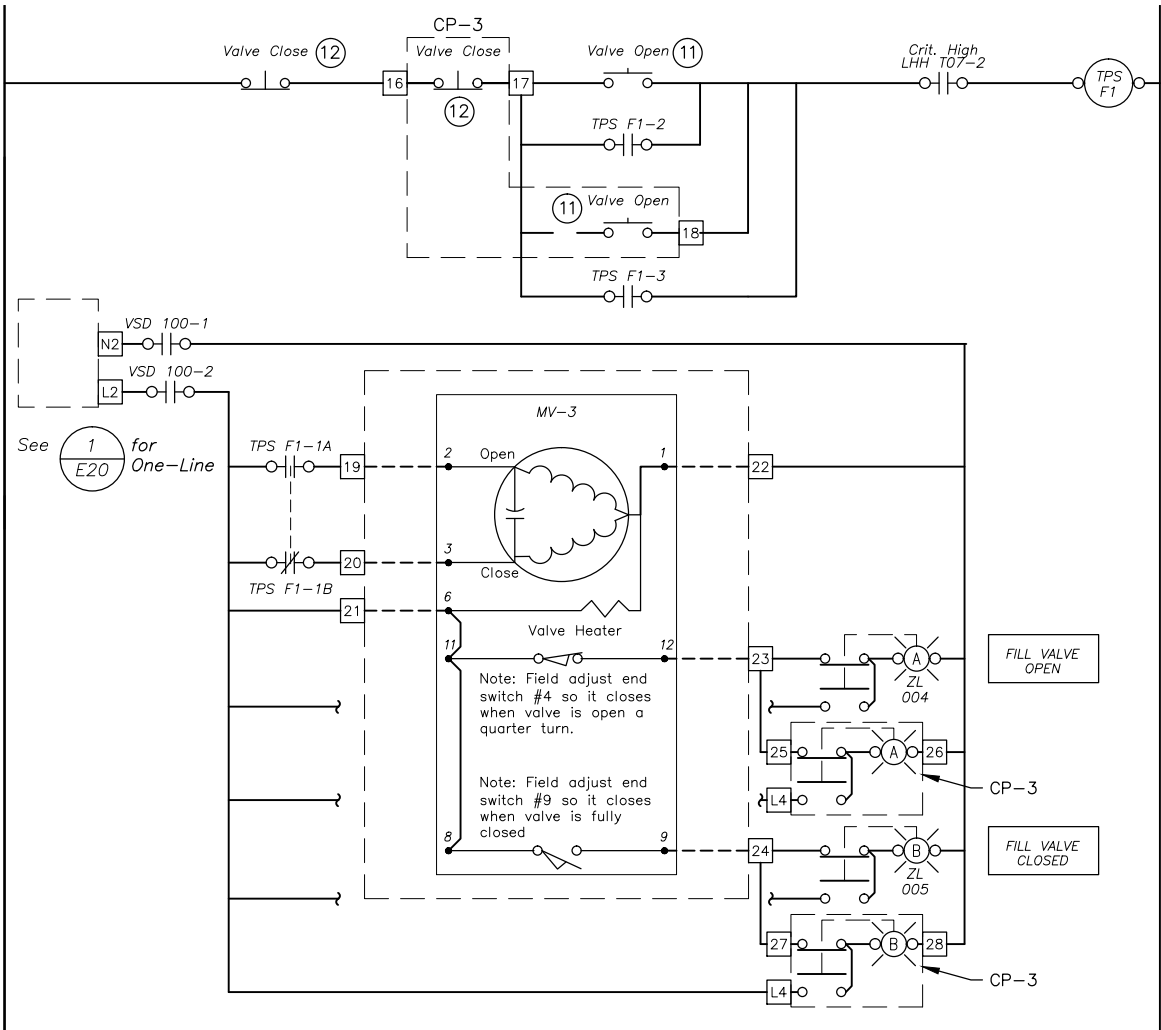 CP-3
Valve Close 12
Valve Close
Valve Open 11
Crit. High
LHH T07-2
16
17
12
TPS
F1
TPS F1-2
11
Valve Open
18
TPS F1-3
VSD 100-1
N2
VSD 100-2
L2
See
1
E20
for
One-Line
MV-3
TPS F1-1A
19
2
Open
1
22
20
3
Close
TPS F1-1B
21
6
Valve Heater
11
12
23
A
ZL
004
FILL VALVE
OPEN
Note: Field adjust end
switch #4 so it closes
when valve is open a
quarter turn.
25
A
26
CP-3
L4
Note: Field adjust end
switch #9 so it closes
when valve is fully
closed
8
9
24
B
ZL
005
FILL VALVE
CLOSED
27
B
28
CP-3
L4